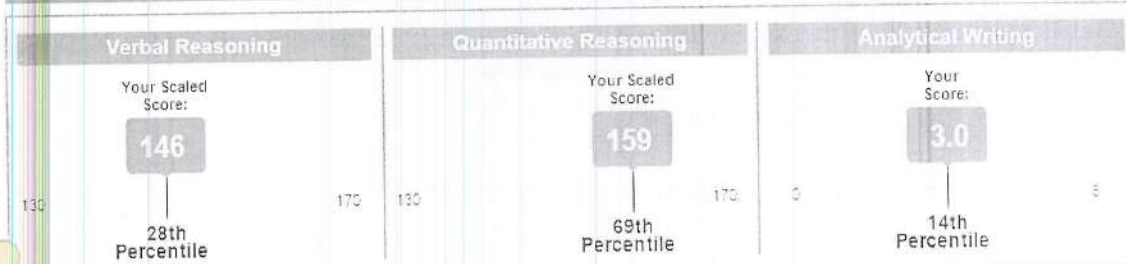 Verbal Reasoning
Your Scaled
Score:
146
130
170
28th
Percentile
Quantitative Reasoning
Your Scaled
Score:
159
130
170
69th
Percentile
Analytical Writing
Your
Score:
3.0
0
14th
Percentile